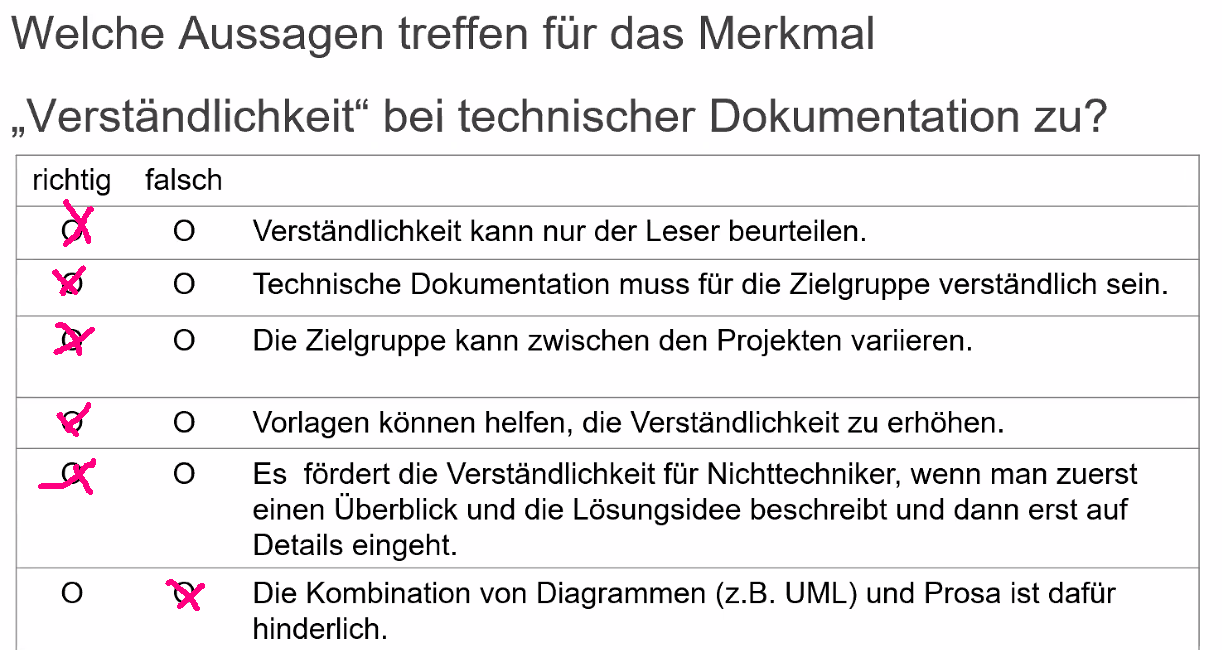 Welche Aussagen treffen für das Merkmal
„Verständlichkeit“ bei technischer Dokumentation zu?
richtig falsch
O O Verständlichkeit kann nur der Leser beurteilen.
O O Technische Dokumentation muss für die Zielgruppe verständlich sein.
O O Die Zielgruppe kann zwischen den Projekten variieren.
O O Vorlagen können helfen, die Verständlichkeit zu erhöhen.
O O Es fördert die Verständlichkeit für Nichttechniker, wenn man zuerst
einen Überblick und die Lösungsidee beschreibt und dann erst auf
Details eingeht.
O O Die Kombination von Diagrammen (z.B. UML) und Prosa ist dafür
hinderlich.